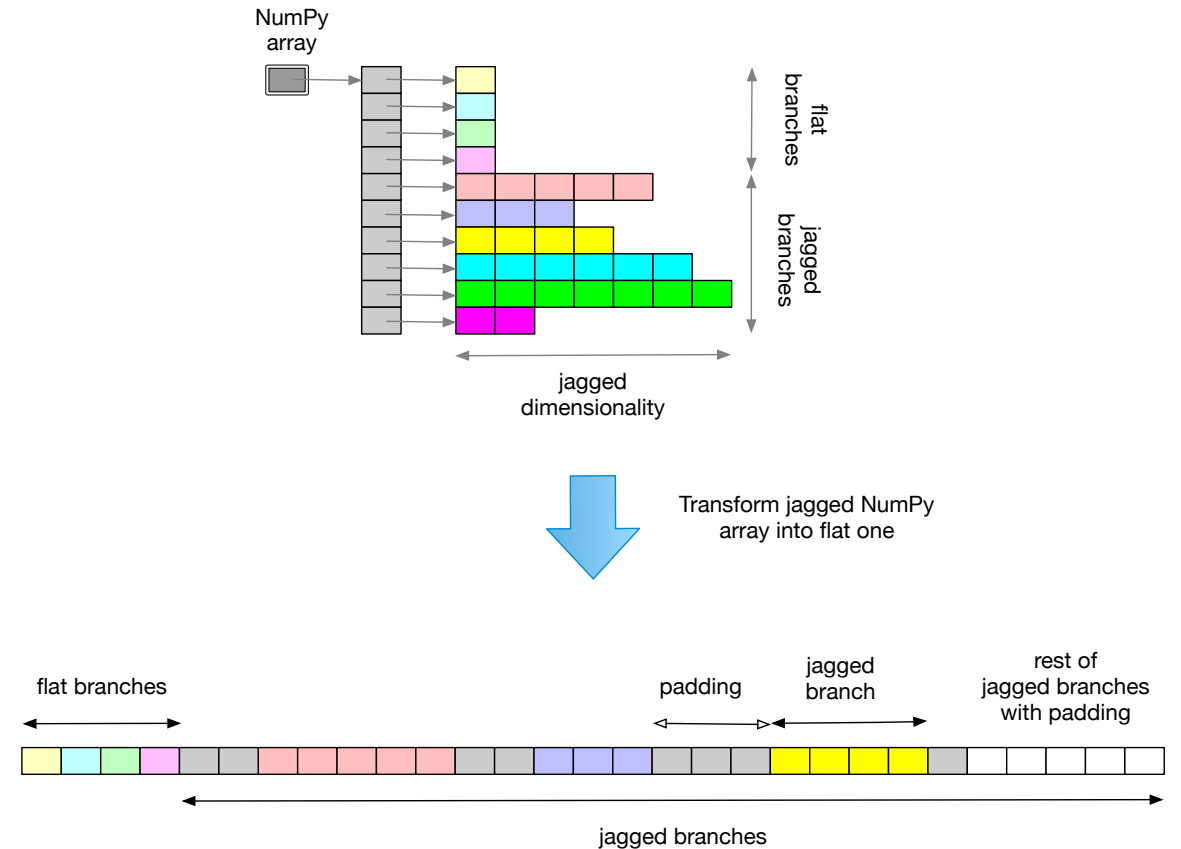 NumPy
array
flat
branches
jagged
branches
jagged
dimensionality
Transform jagged NumPy
array into flat one
flat branches
padding
jagged
branch
rest of
jagged branches
with padding
jagged branches